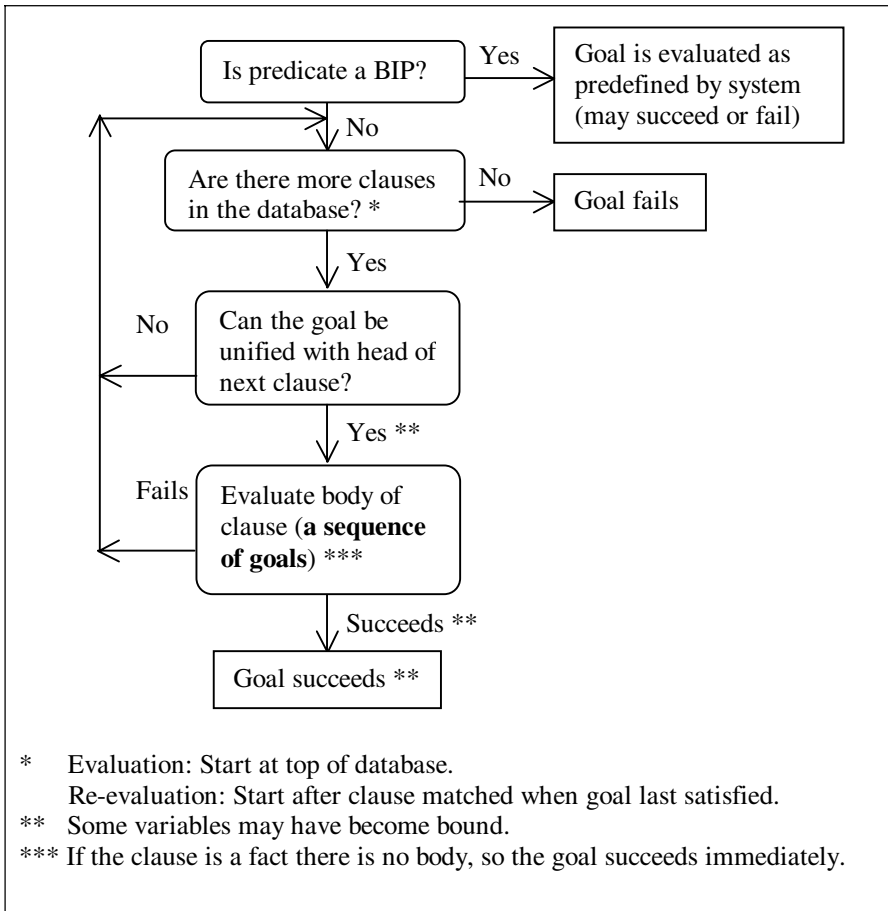 Is predicate a BIP?
Yes
Goal is evaluated as
predefined by system
(may succeed or fail)
No
Are there more clauses
in the database? *
No
Goal fails
Yes
No
Can the goal be
unified with head of
next clause?
Yes **
Fails
Evaluate body of
clause (a sequence
of goals) ***
Succeeds **
Goal succeeds **
* Evaluation: Start at top of database.
Re-evaluation: Start after clause matched when goal last satisfied.
** Some variables may have become bound.
*** If the clause is a fact there is no body, so the goal succeeds immediately.